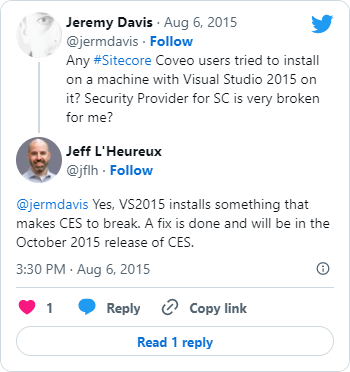 Jeremy Davis · Aug 6, 2015
@jermdavis · Follow
Any #Sitecore Coveo users tried to install
on a machine with Visual Studio 2015 on
it? Security Provider for SC is very broken
for me?
Jeff L'Heureux
@jflh · Follow
@jermdavis Yes, VS2015 installs something that
makes CES to break. A fix is done and will be in the
October 2015 release of CES.
3:30 PM · Aug 6, 2015
1 Reply Copy link
Read 1 reply